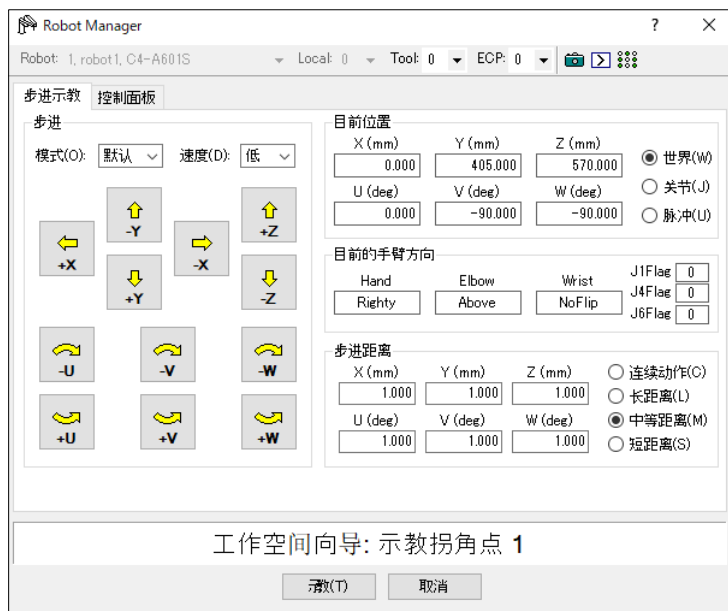 Robot Manager ? ×
Robot: 1, robot1, C4-A601S Local: 0 Tool: 0 ECP: 0
步进示教 控制面板
步进
模式(O): 默认 速度(D): 低
+X
-Y
+Y
-X
+Z
-Z
-U -V -W
+U +V +W
目前位置
X (mm) Y (mm) Z (mm)
0.000 405.000 570.000
U (deg) V (deg) W (deg)
0.000 -90.000 -90.000
世界(W)
关节(J)
脉冲(U)
目前的手臂方向
Hand Elbow Wrist
Righty Above NoFlip
J1Flag 0
J4Flag 0
J6Flag 0
步进距离
X (mm) Y (mm) Z (mm)
1.000 1.000 1.000
U (deg) V (deg) W (deg)
1.000 1.000 1.000
连续动作(C)
长距离(L)
中等距离(M)
短距离(S)
工作空间向导: 示教拐角点 1
示教(T) 取消